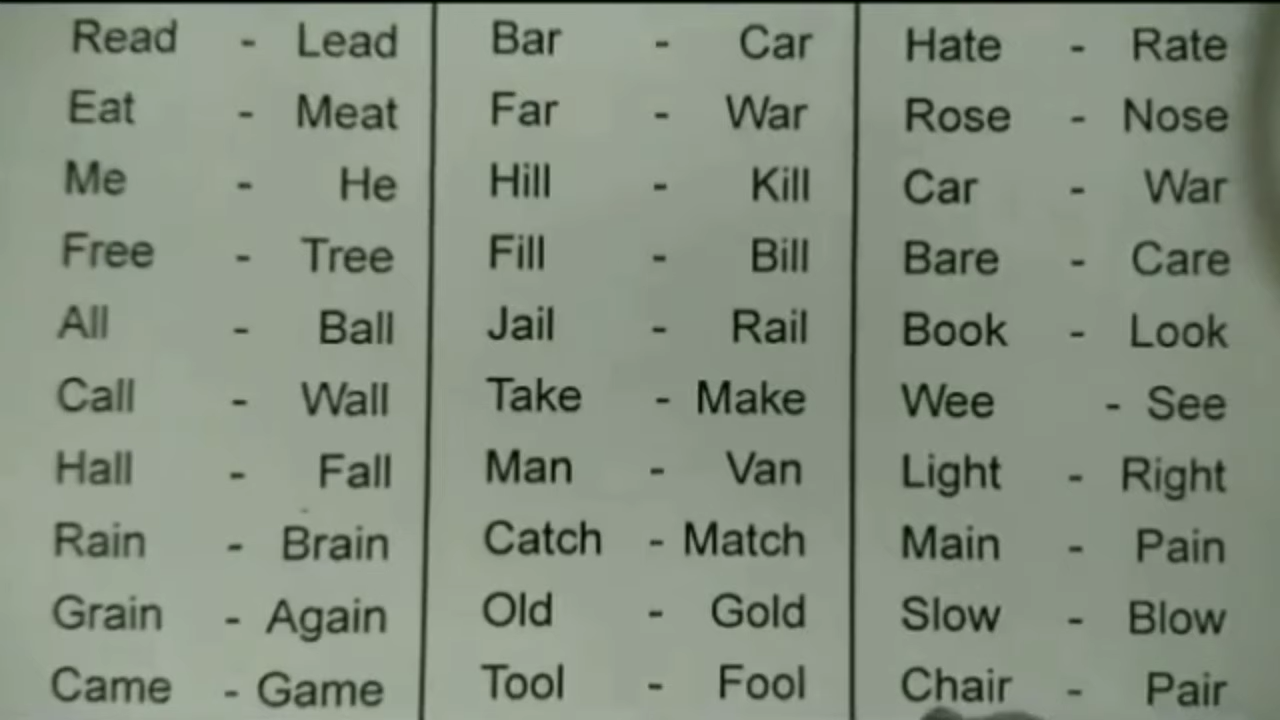 Read - Lead
Eat - Meat
Me - He
Free - Tree
All - Ball
Call - Wall
Hall - Fall
Rain - Brain
Grain - Again
Came - Game
Bar - Car
Far - War
Hill - Kill
Fill - Bill
Jail - Rail
Take - Make
Man - Van
Catch - Match
Old - Gold
Tool - Fool
Hate - Rate
Rose - Nose
Car - War
Bare - Care
Book - Look
Wee - See
Light - Right
Main - Pain
Slow - Blow
Chair - Pair